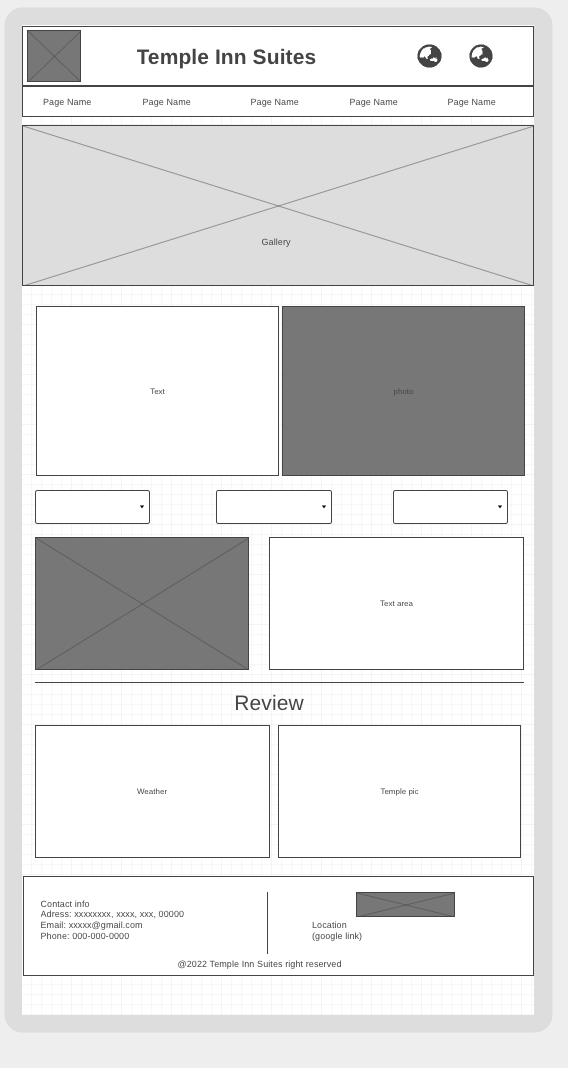 Temple Inn Suites
Page Name Page Name Page Name Page Name Page Name
Gallery
Text
photo
Text area
Review
Weather
Temple pic
Contact info
Adress: xxxxxxxx, xxxx, xxx, 00000
Email: xxxxx@gmail.com
Phone: 000-000-0000
Location
(google link)
@2022 Temple Inn Suites right reserved